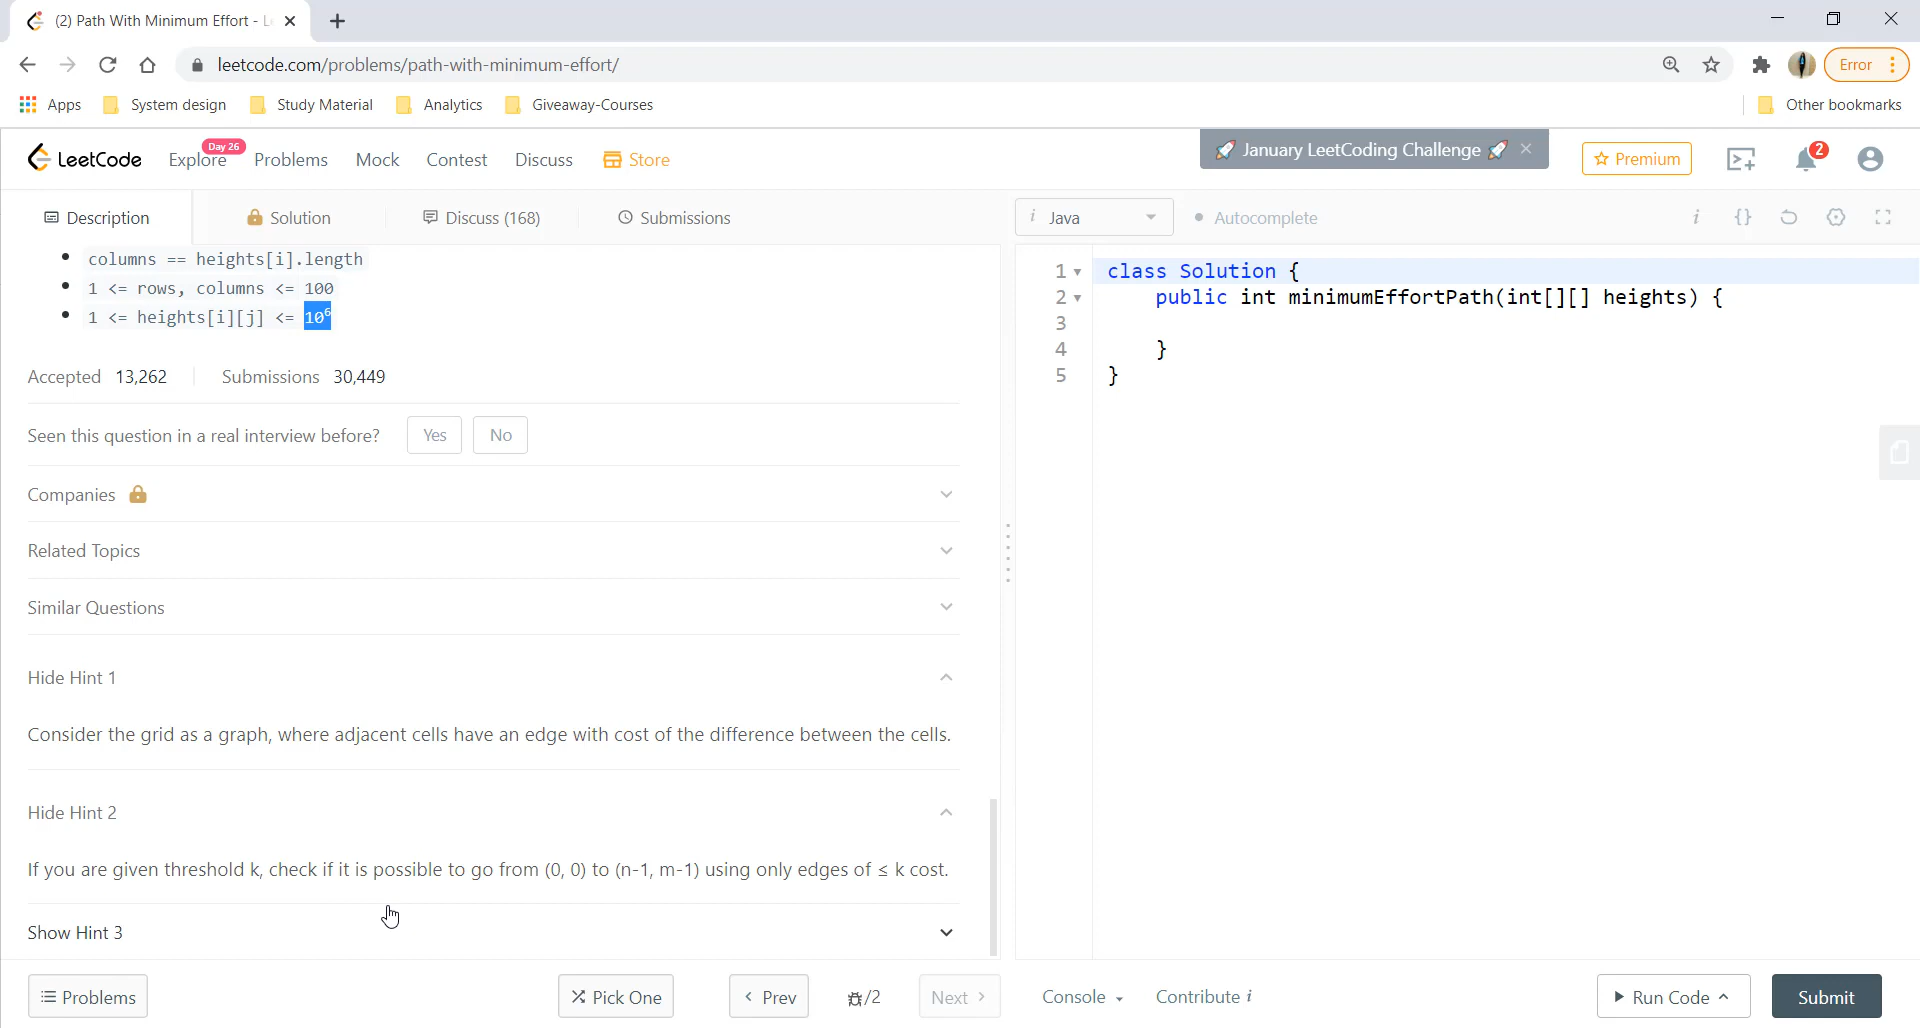 (2) Path With Minimum Effort - L
leetcode.com/problems/path-with-minimum-effort/
Error
Apps System design Study Material Analytics Giveaway-Courses Other bookmarks
LeetCode Explore Day 26 Problems Mock Contest Discuss Store
🚀 January LeetCoding Challenge 🚀 ×
Premium 2
Description Solution Discuss (168) Submissions
i Java Autocomplete i {}
columns == heights[i].length
1 <= rows, columns <= 100
1 <= heights[i][j] <= 10⁶
Accepted 13,262 Submissions 30,449
Seen this question in a real interview before? Yes No
Companies
Related Topics
Similar Questions
Hide Hint 1
Consider the grid as a graph, where adjacent cells have an edge with cost of the difference between the cells.
Hide Hint 2
If you are given threshold k, check if it is possible to go from (0, 0) to (n-1, m-1) using only edges of ≤ k cost.
Show Hint 3
1 class Solution {
2 public int minimumEffortPath(int[][] heights) {
3
4 }
5 }
Problems Pick One < Prev /2 Next > Console Contribute i Run Code Submit